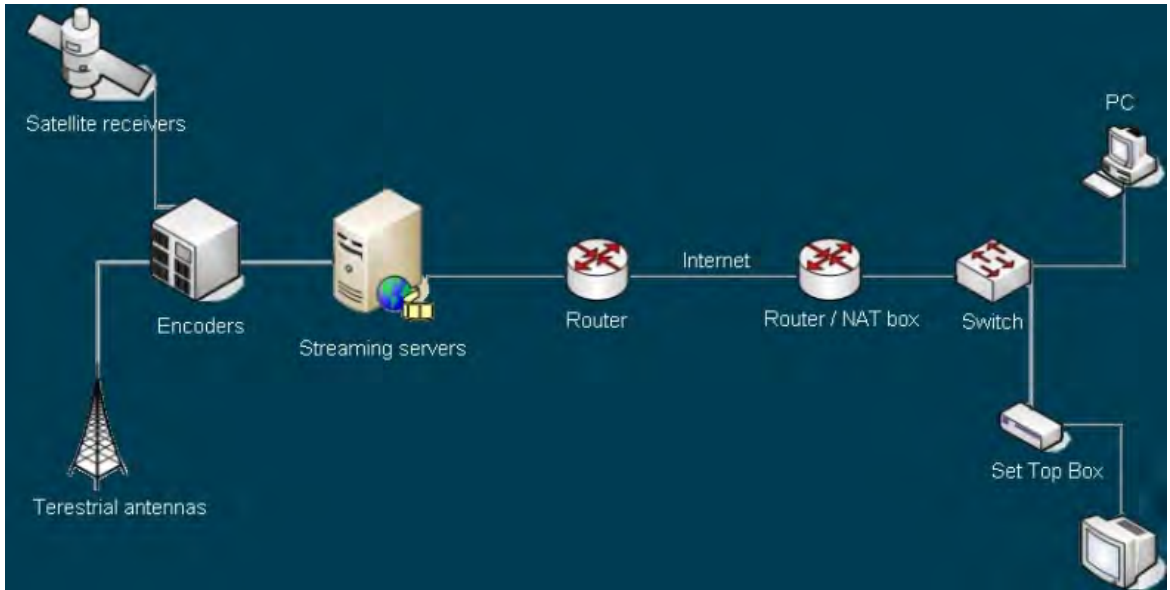 Satellite receivers
PC
Internet
Encoders
Router
Router / NAT box
Switch
Streaming servers
Set Top Box
Terestrial antennas